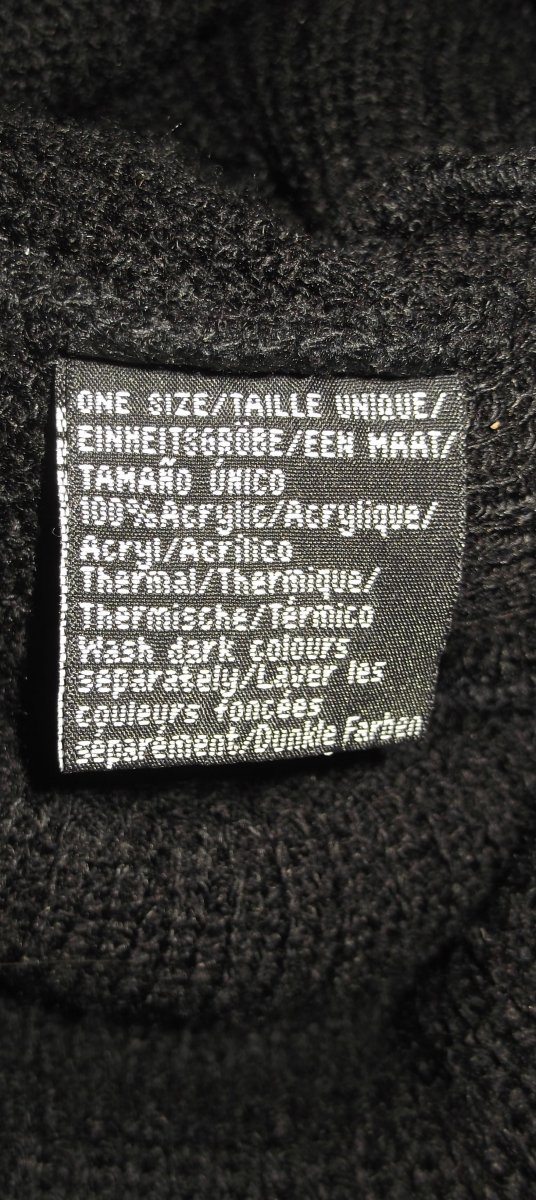 ONE SIZE/TAILLE UNIQUE/
EINHEITSGRÖBE/EEN MAAT/
TAMAÑO ÚNICO
100%Acrylic/Acrylique/
Acryl/Acrílico
Thermal/Thermique/
Thermische/Térmico
Wash dark colours
separately/Laver les
couleurs foncées
séparément/Dunkle Farben